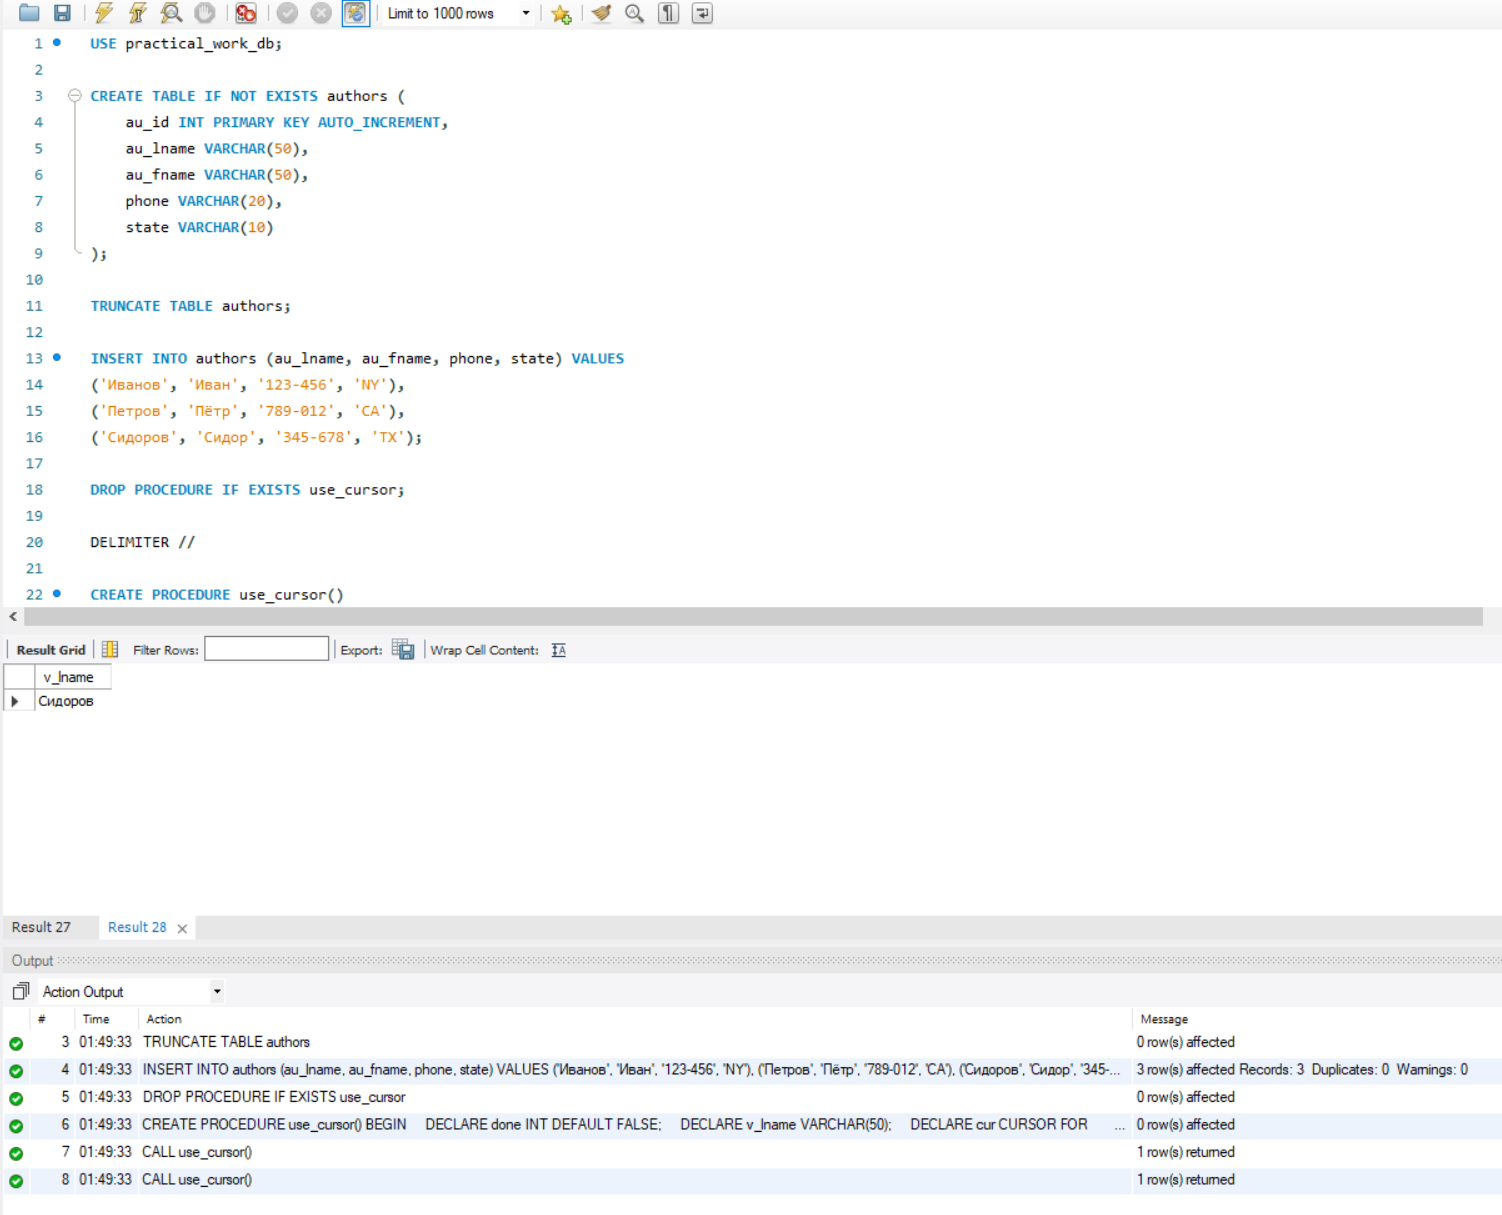 Limit to 1000 rows
1 USE practical_work_db;
2
3 CREATE TABLE IF NOT EXISTS authors (
4 au_id INT PRIMARY KEY AUTO_INCREMENT,
5 au_lname VARCHAR(50),
6 au_fname VARCHAR(50),
7 phone VARCHAR(20),
8 state VARCHAR(10)
9 );
10
11 TRUNCATE TABLE authors;
12
13 INSERT INTO authors (au_lname, au_fname, phone, state) VALUES
14 ('Иванов', 'Иван', '123-456', 'NY'),
15 ('Петров', 'Пётр', '789-012', 'CA'),
16 ('Сидоров', 'Сидор', '345-678', 'TX');
17
18 DROP PROCEDURE IF EXISTS use_cursor;
19
20 DELIMITER //
21
22 CREATE PROCEDURE use_cursor()
Result Grid Filter Rows: Export: Wrap Cell Content:
v_lname
Сидоров
Result 27 Result 28
Output
Action Output
# Time Action Message
3 01:49:33 TRUNCATE TABLE authors 0 row(s) affected
4 01:49:33 INSERT INTO authors (au_lname, au_fname, phone, state) VALUES ('Иванов', 'Иван', '123-456', 'NY'), ('Петров', 'Пётр', '789-012', 'CA'), ('Сидоров', 'Сидор', '345-... 3 row(s) affected Records: 3 Duplicates: 0 Warnings: 0
5 01:49:33 DROP PROCEDURE IF EXISTS use_cursor 0 row(s) affected
6 01:49:33 CREATE PROCEDURE use_cursor() BEGIN DECLARE done INT DEFAULT FALSE; DECLARE v_lname VARCHAR(50); DECLARE cur CURSOR FOR ... 0 row(s) affected
7 01:49:33 CALL use_cursor() 1 row(s) returned
8 01:49:33 CALL use_cursor() 1 row(s) returned